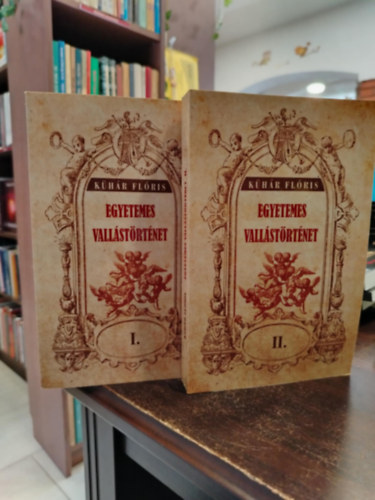 KÜHÁR FLÓRIS
EGYETEMES
VALLÁSTÖRTÉNET
I.
KÜHÁR FLÓRIS
EGYETEMES
VALLÁSTÖRTÉNET
II.